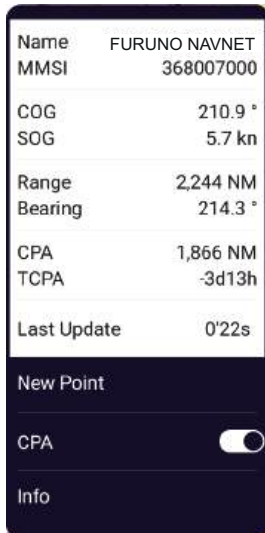 Name FURUNO NAVNET
MMSI 368007000
COG 210.9 °
SOG 5.7 kn
Range 2,244 NM
Bearing 214.3 °
CPA 1,866 NM
TCPA -3d13h
Last Update 0'22s
New Point
CPA
Info